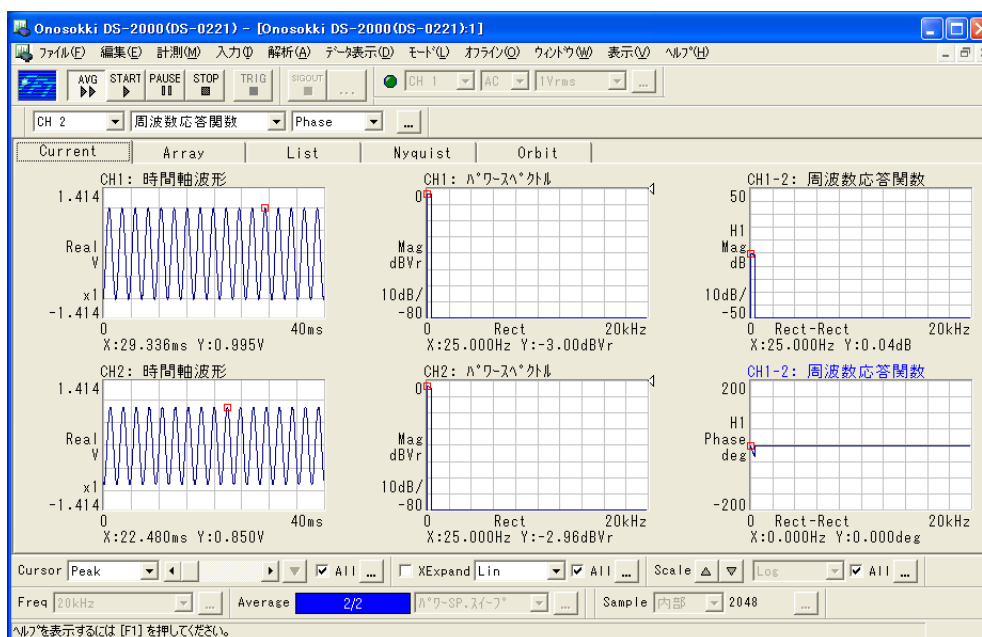 Onosokki DS-2000(DS-0221) - [Onosokki DS-2000(DS-0221):1]
ファイル(F) 編集(E) 計測(M) 入力(I) 解析(A) データ表示(D) モード(L) オフライン(O) ウィンドウ(W) 表示(V) ヘルプ(H)
AVG START PAUSE STOP TRIG SIGOUT ... CH 1 AC 1Vrms ...
CH 2 周波数応答関数 Phase ...
Current Array List Nyquist Orbit
CH1: 時間軸波形
1.414
Real
V
x1
-1.414
0 40ms
X:29.336ms Y:0.995V
CH1: パワースペクトル
0
Mag
dBVr
10dB/
-80
0 Rect 20kHz
X:25.000Hz Y:-3.00dBVr
CH1-2: 周波数応答関数
50
H1
Mag
dB
10dB/
-50
0 Rect-Rect 20kHz
X:25.000Hz Y:0.04dB
CH2: 時間軸波形
1.414
Real
V
x1
-1.414
0 40ms
X:22.480ms Y:0.850V
CH2: パワースペクトル
0
Mag
dBVr
10dB/
-80
0 Rect 20kHz
X:25.000Hz Y:-2.96dBVr
CH1-2: 周波数応答関数
200
H1
Phase
deg
-200
0 Rect-Rect 20kHz
X:0.000Hz Y:0.000deg
Cursor Peak All ... XExpand Lin All ... Scale Log All ...
Freq 20kHz ... Average 2/2 パワーSP.スイープ ... Sample 内部 2048 ...
ヘルプを表示するには [F1] を押してください。